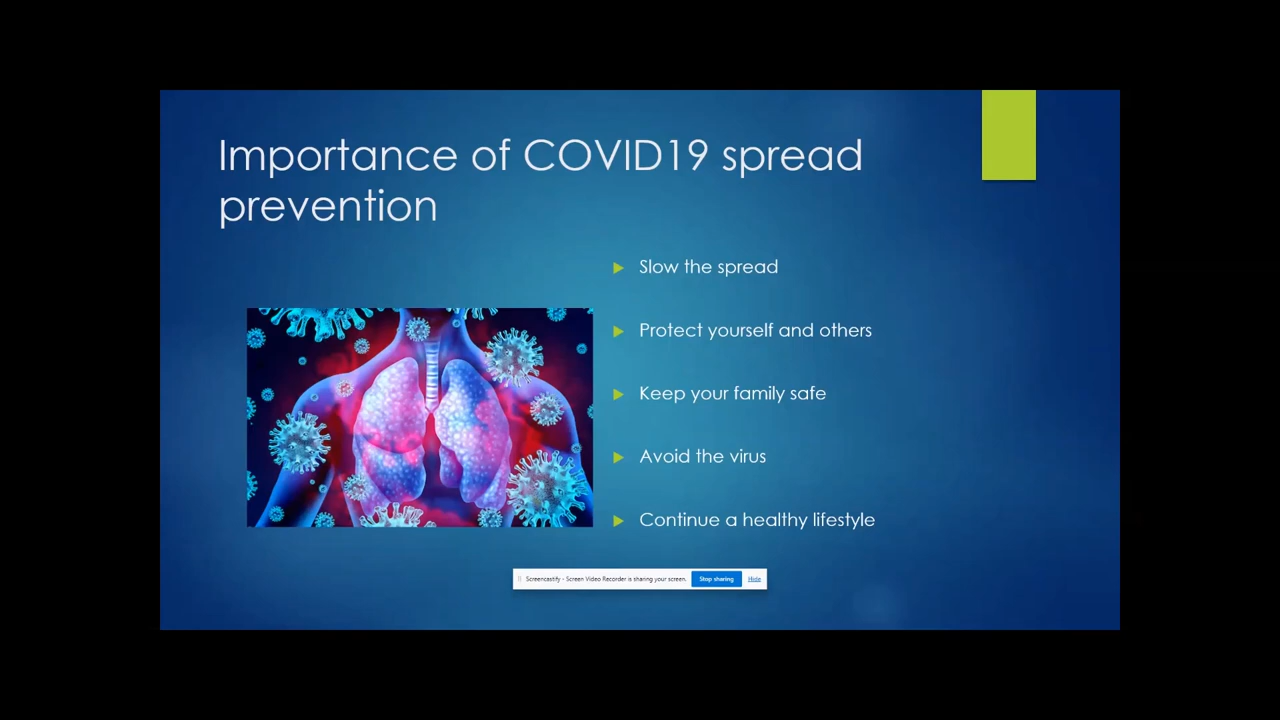 Importance of COVID19 spread
prevention
Slow the spread
Protect yourself and others
Keep your family safe
Avoid the virus
Continue a healthy lifestyle
Screencastify - Screen Video Recorder is sharing your screen. Stop sharing Hide